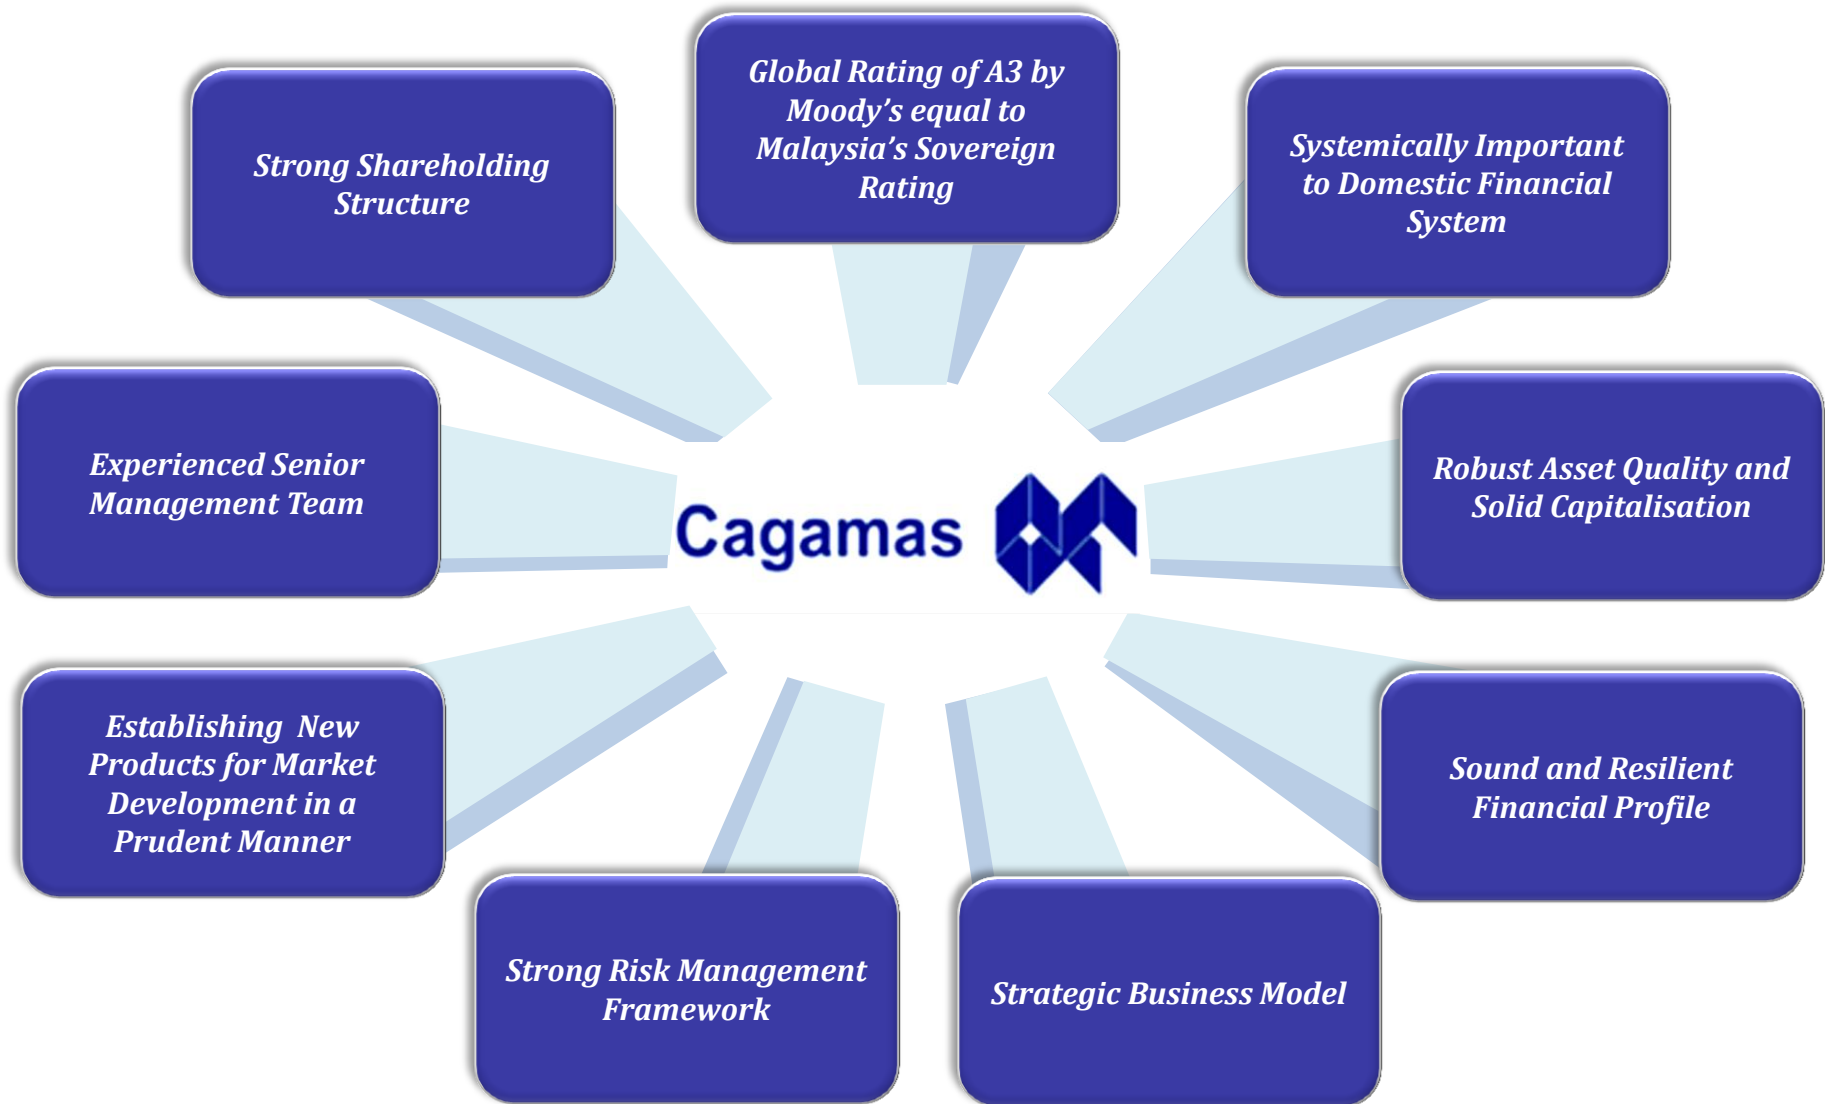 Global Rating of A3 by
Moody's equal to
Malaysia's Sovereign
Rating
Strong Shareholding
Structure
Systemically Important
to Domestic Financial
System
Experienced Senior
Management Team
Cagamas
Robust Asset Quality and
Solid Capitalisation
Establishing  New
Products for Market
Development in a
Prudent Manner
Sound and Resilient
Financial Profile
Strong Risk Management
Framework
Strategic Business Model